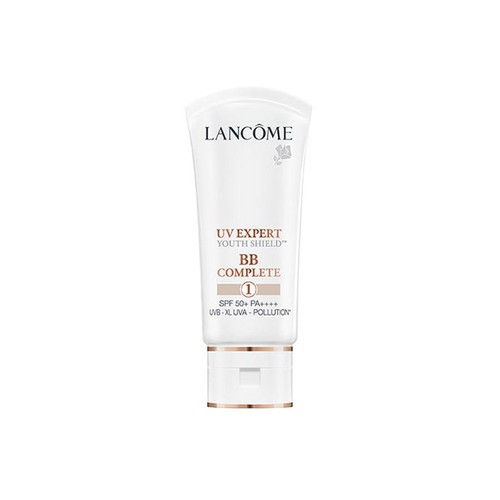 LANCÔME
UV EXPERT
YOUTH SHIELD™
BB
COMPLETE
1
SPF 50+ PA++++
UVB - XL UVA - POLLUTION*